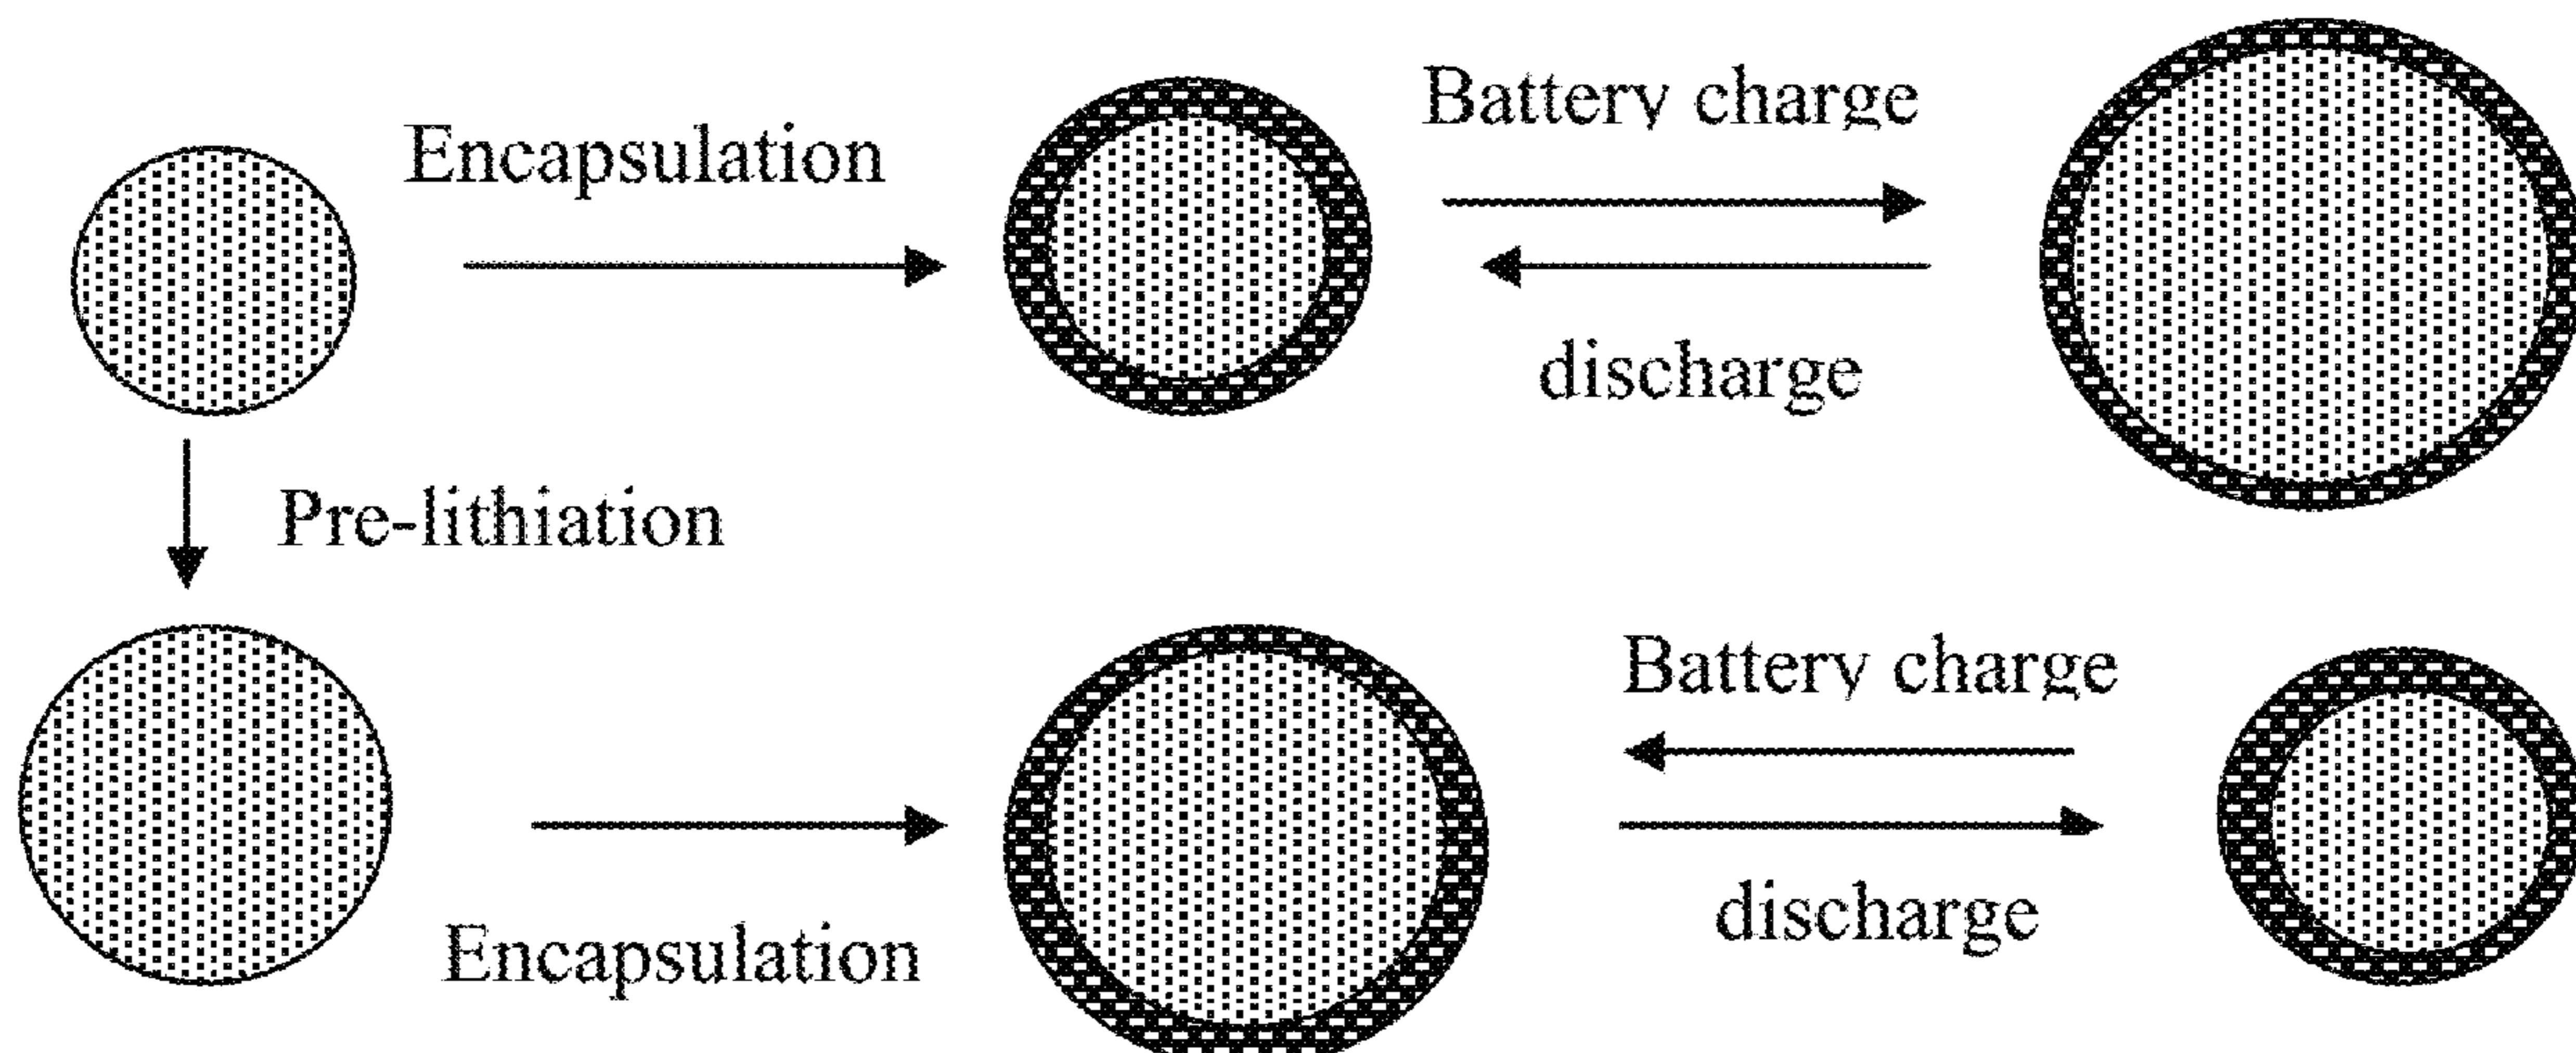 Encapsulation
Battery charge
discharge
Pre-lithiation
Encapsulation
Battery charge
discharge